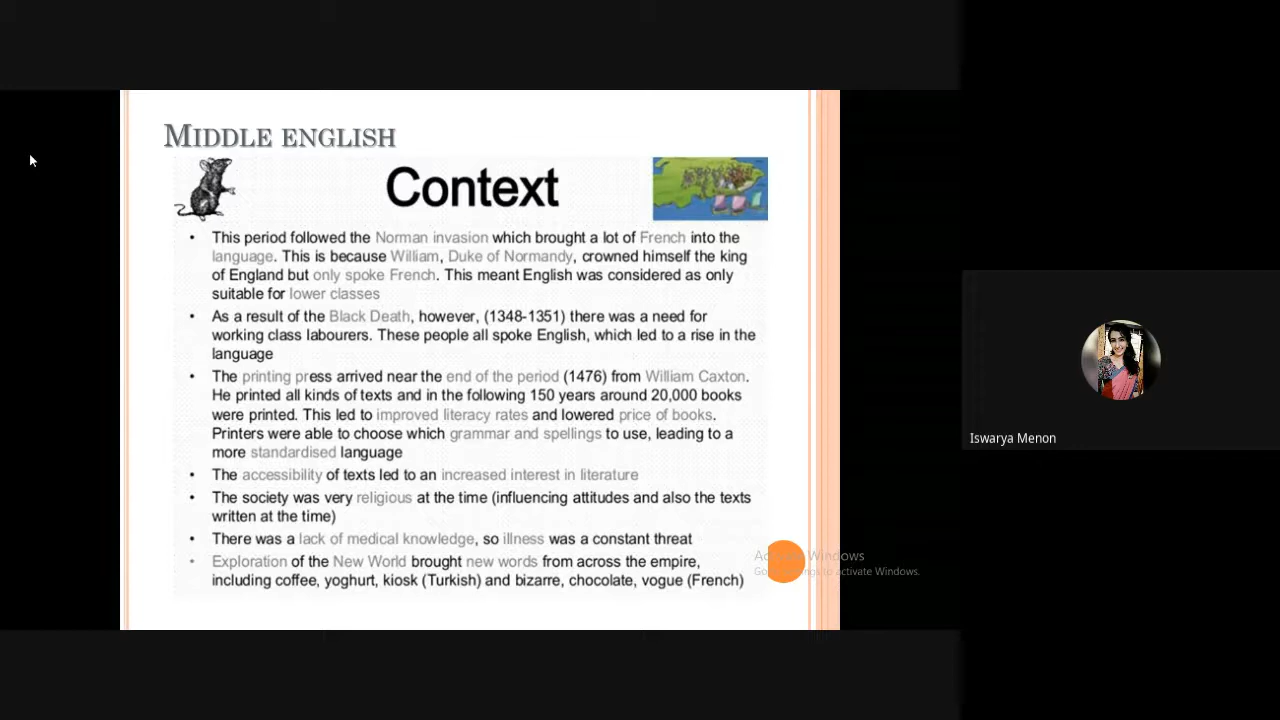 MIDDLE ENGLISH
Context
• This period followed the Norman invasion which brought a lot of French into the
language. This is because William, Duke of Normandy, crowned himself the king
of England but only spoke French. This meant English was considered as only
suitable for lower classes
• As a result of the Black Death, however, (1348-1351) there was a need for
working class labourers. These people all spoke English, which led to a rise in the
language
• The printing press arrived near the end of the period (1476) from William Caxton.
He printed all kinds of texts and in the following 150 years around 20,000 books
were printed. This led to improved literacy rates and lowered price of books.
Printers were able to choose which grammar and spellings to use, leading to a
more standardised language
• The accessibility of texts led to an increased interest in literature
• The society was very religious at the time (influencing attitudes and also the texts
written at the time)
• There was a lack of medical knowledge, so illness was a constant threat
• Exploration of the New World brought new words from across the empire,
including coffee, yoghurt, kiosk (Turkish) and bizarre, chocolate, vogue (French)
Activate Windows
Go to Settings to activate Windows.
Iswarya Menon